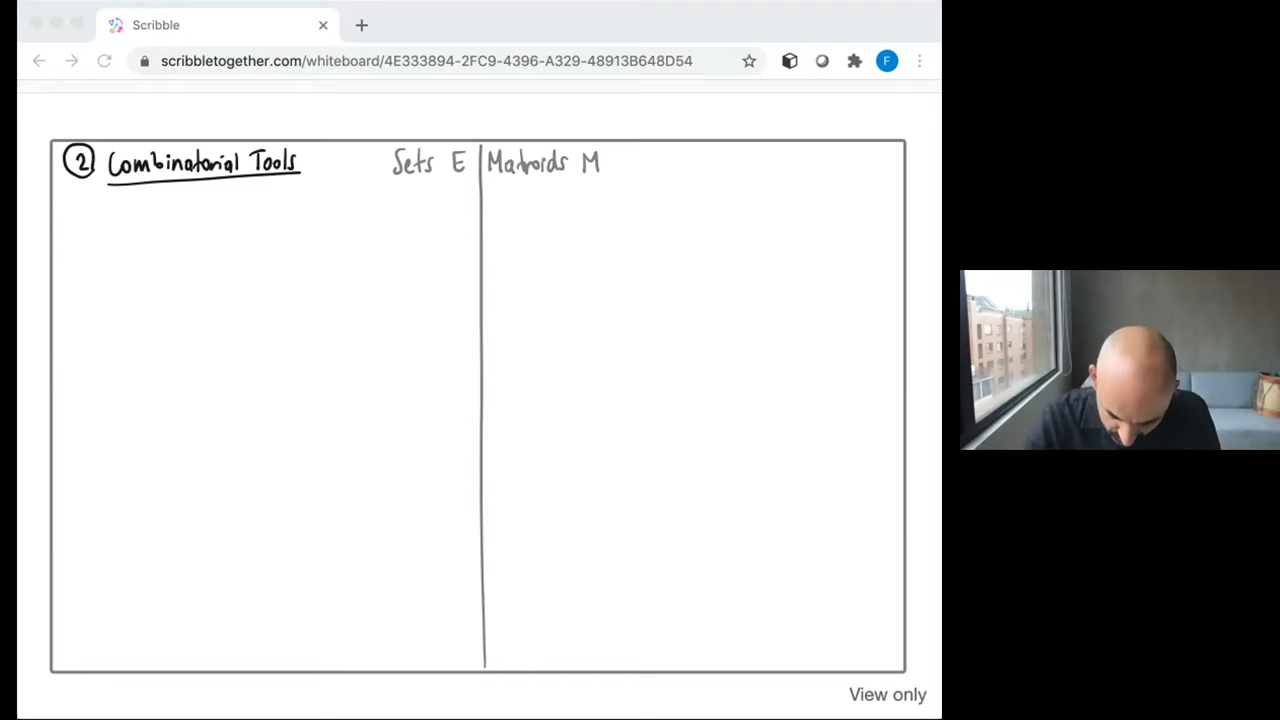 Scribble
scribbletogether.com/whiteboard/4E333894-2FC9-4396-A329-48913B648D54
F
② Combinatorial Tools
Sets E | Matroids M
View only